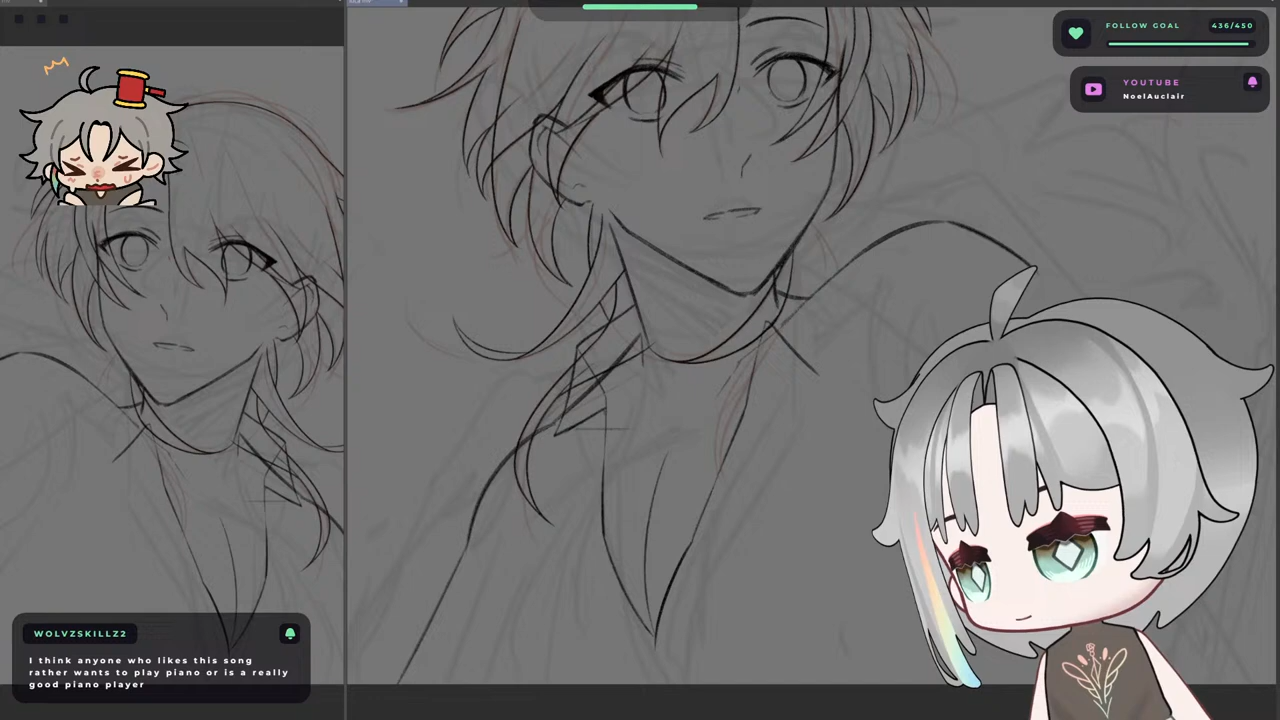 FOLLOW GOAL 436/450
YOUTUBE
NoelAuclair
WOLVZSKILLZ2
I think anyone who likes this song
rather wants to play piano or is a really
good piano player